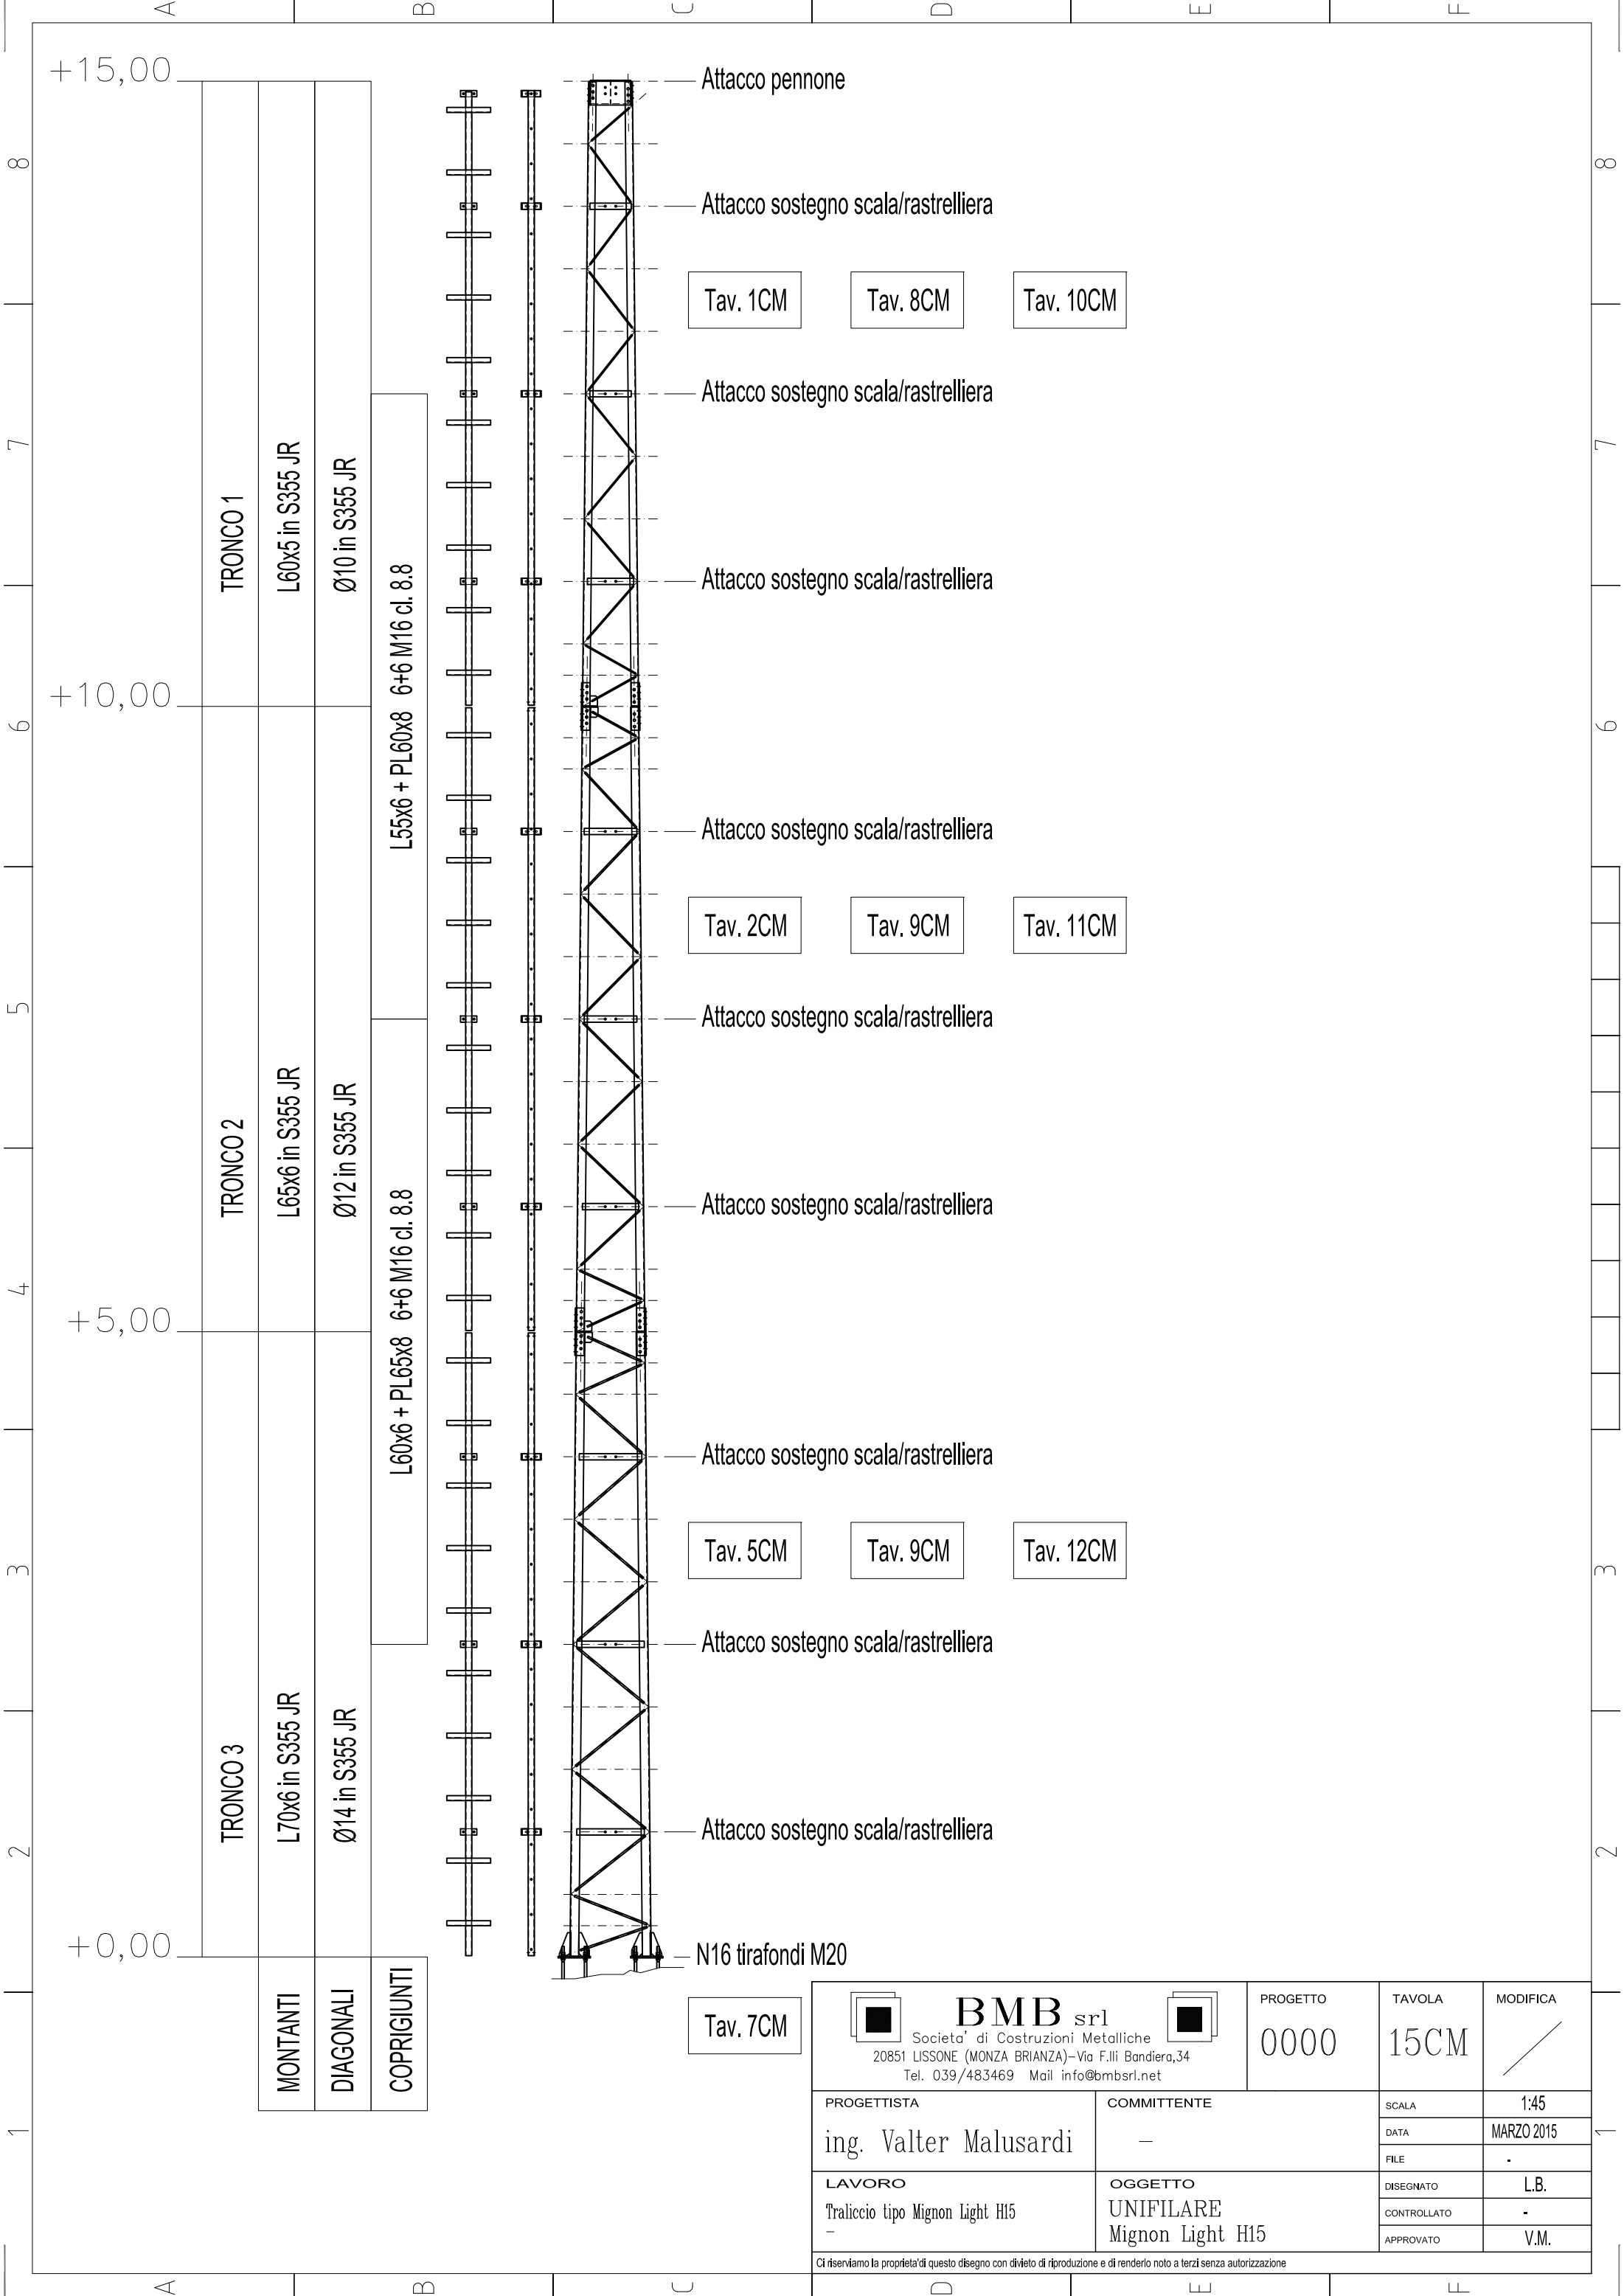 A B C D E F
+15,00
Attacco pennone
8 8
Attacco sostegno scala/rastrelliera
Tav. 1CM Tav. 8CM Tav. 10CM
Attacco sostegno scala/rastrelliera
7 7
TRONCO 1
L60x5 in S355 JR
Ø10 in S355 JR
L55x6 + PL60x8 6+6 M16 cl. 8.8
Attacco sostegno scala/rastrelliera
+10,00
6 6
Attacco sostegno scala/rastrelliera
Tav. 2CM Tav. 9CM Tav. 11CM
5
Attacco sostegno scala/rastrelliera
TRONCO 2
L65x6 in S355 JR
Ø12 in S355 JR
L60x6 + PL65x8 6+6 M16 cl. 8.8
Attacco sostegno scala/rastrelliera
4
+5,00
Attacco sostegno scala/rastrelliera
Tav. 5CM Tav. 9CM Tav. 12CM
3 3
Attacco sostegno scala/rastrelliera
TRONCO 3
L70x6 in S355 JR
Ø14 in S355 JR
Attacco sostegno scala/rastrelliera
2 2
+0,00
N16 tirafondi M20
MONTANTI
DIAGONALI
COPRIGIUNTI
Tav. 7CM
BMB srl
Societa' di Costruzioni Metalliche
20851 LISSONE (MONZA BRIANZA)-Via F.lli Bandiera,34
Tel. 039/483469 Mail info@bmbsrl.net
PROGETTO
0000
TAVOLA
15CM
MODIFICA
/
PROGETTISTA
ing. Valter Malusardi
COMMITTENTE
–
SCALA 1:45
DATA MARZO 2015
FILE -
1 1
LAVORO
Traliccio tipo Mignon Light H15
–
OGGETTO
UNIFILARE
Mignon Light H15
DISEGNATO L.B.
CONTROLLATO -
APPROVATO V.M.
Ci riserviamo la proprieta'di questo disegno con divieto di riproduzione e di renderlo noto a terzi senza autorizzazione
A B C D E F